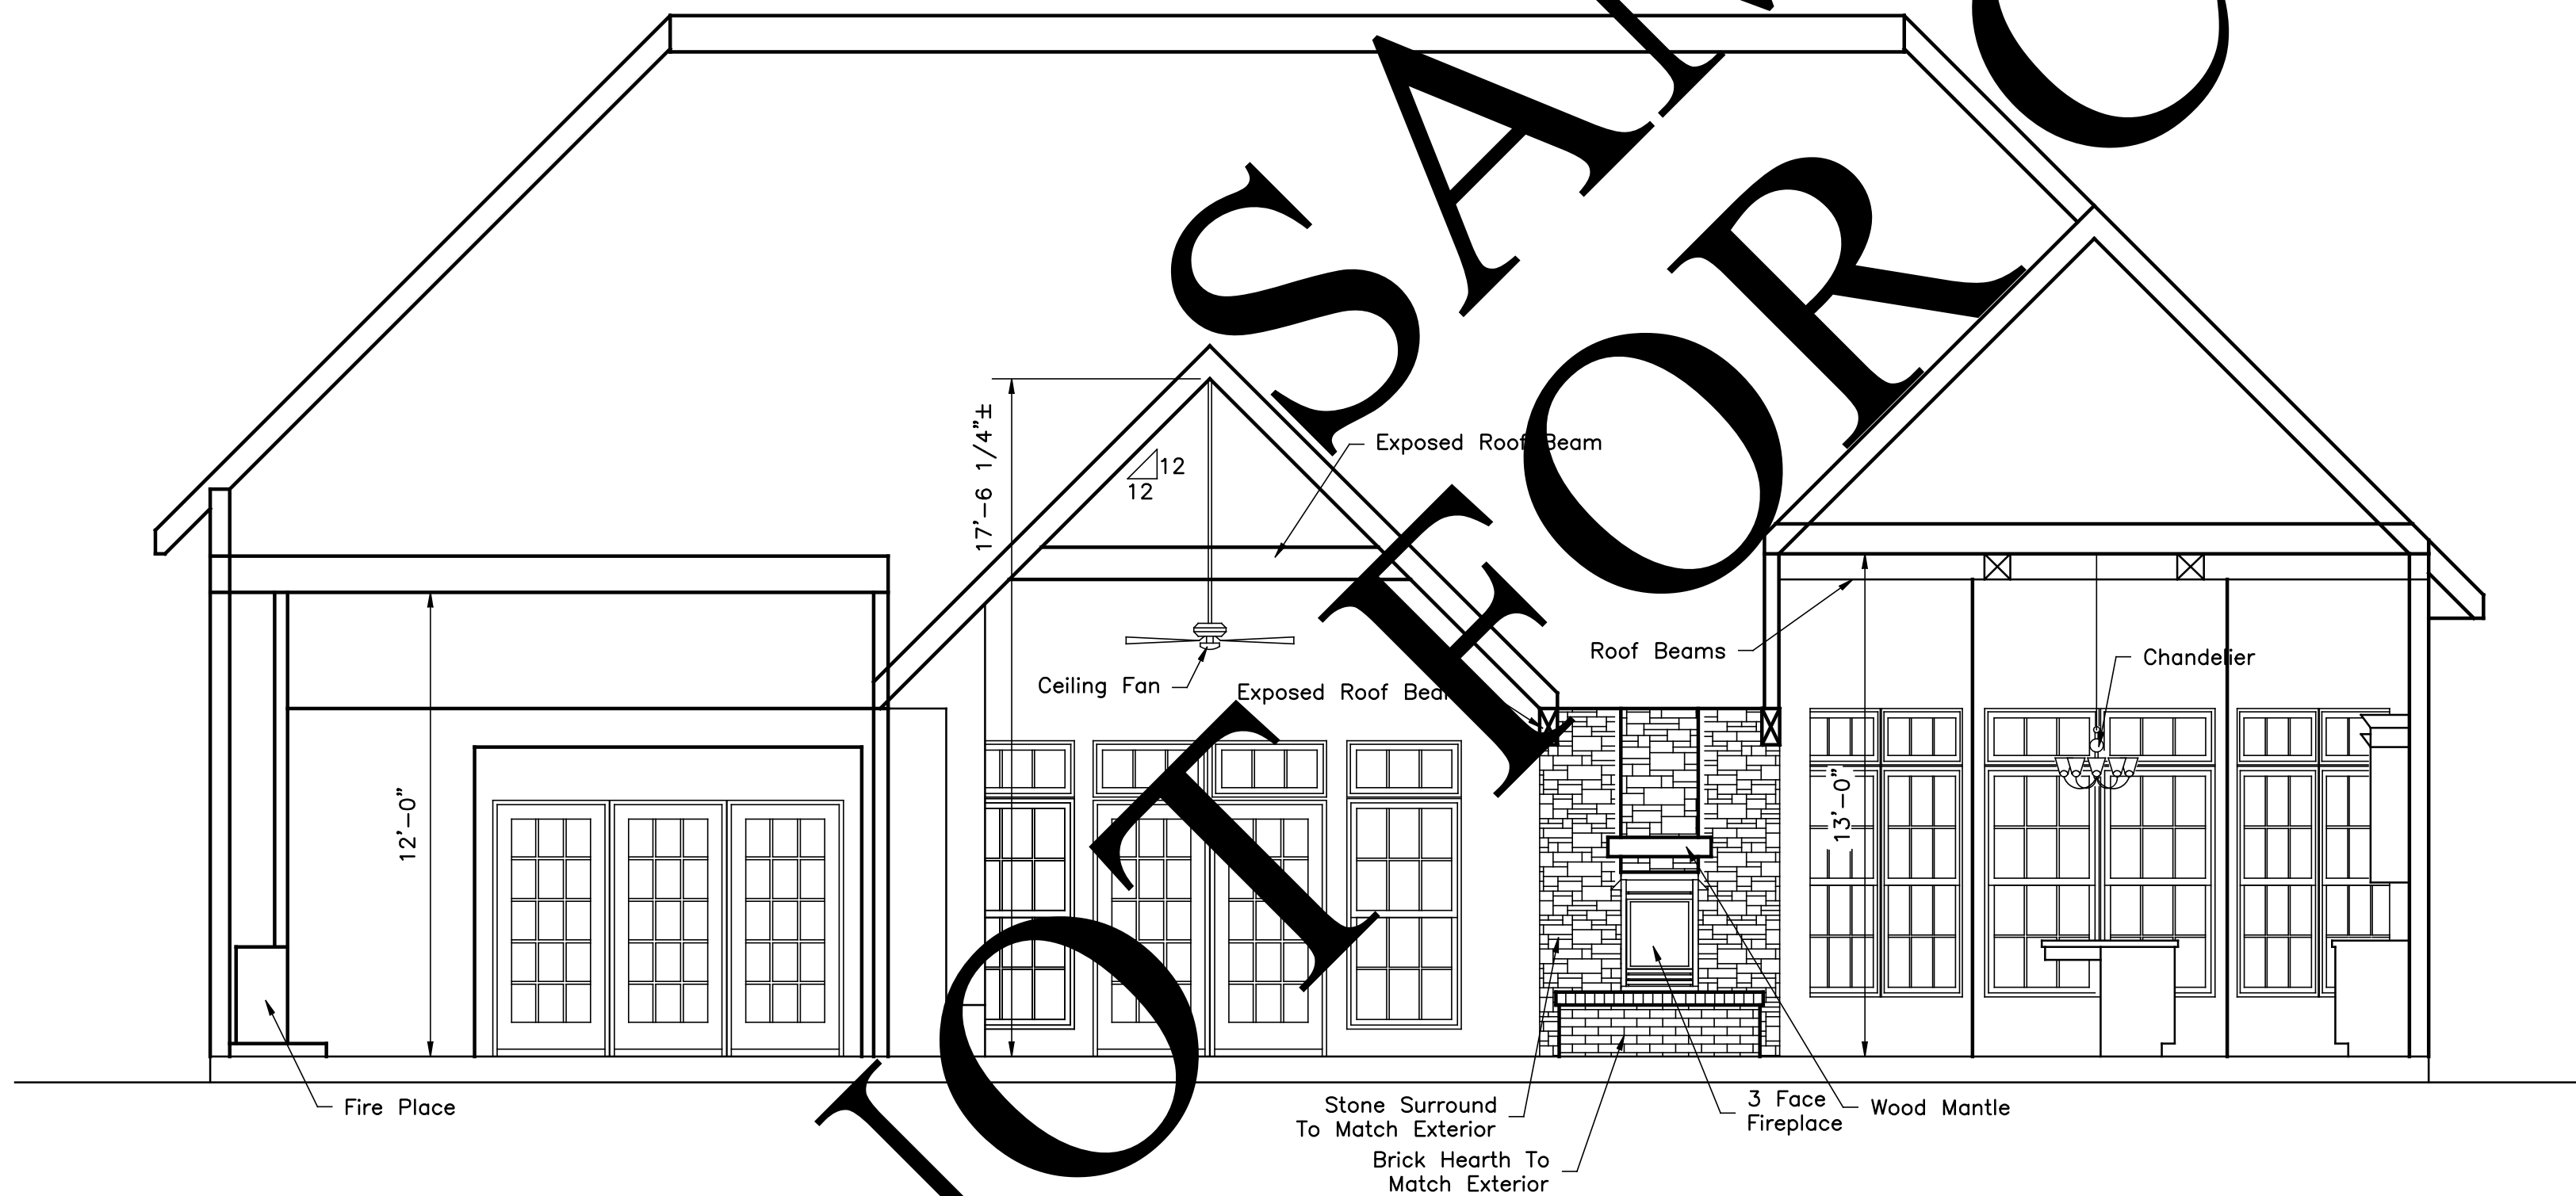 SA
OT FOR
17'-6 1/4"±
12
12
Exposed Roof Beam
Ceiling Fan
Exposed Roof Beam
Roof Beams
Chandelier
12'-0"
13'-0"
Fire Place
Stone Surround
To Match Exterior
Brick Hearth To
Match Exterior
3 Face
Fireplace
Wood Mantle